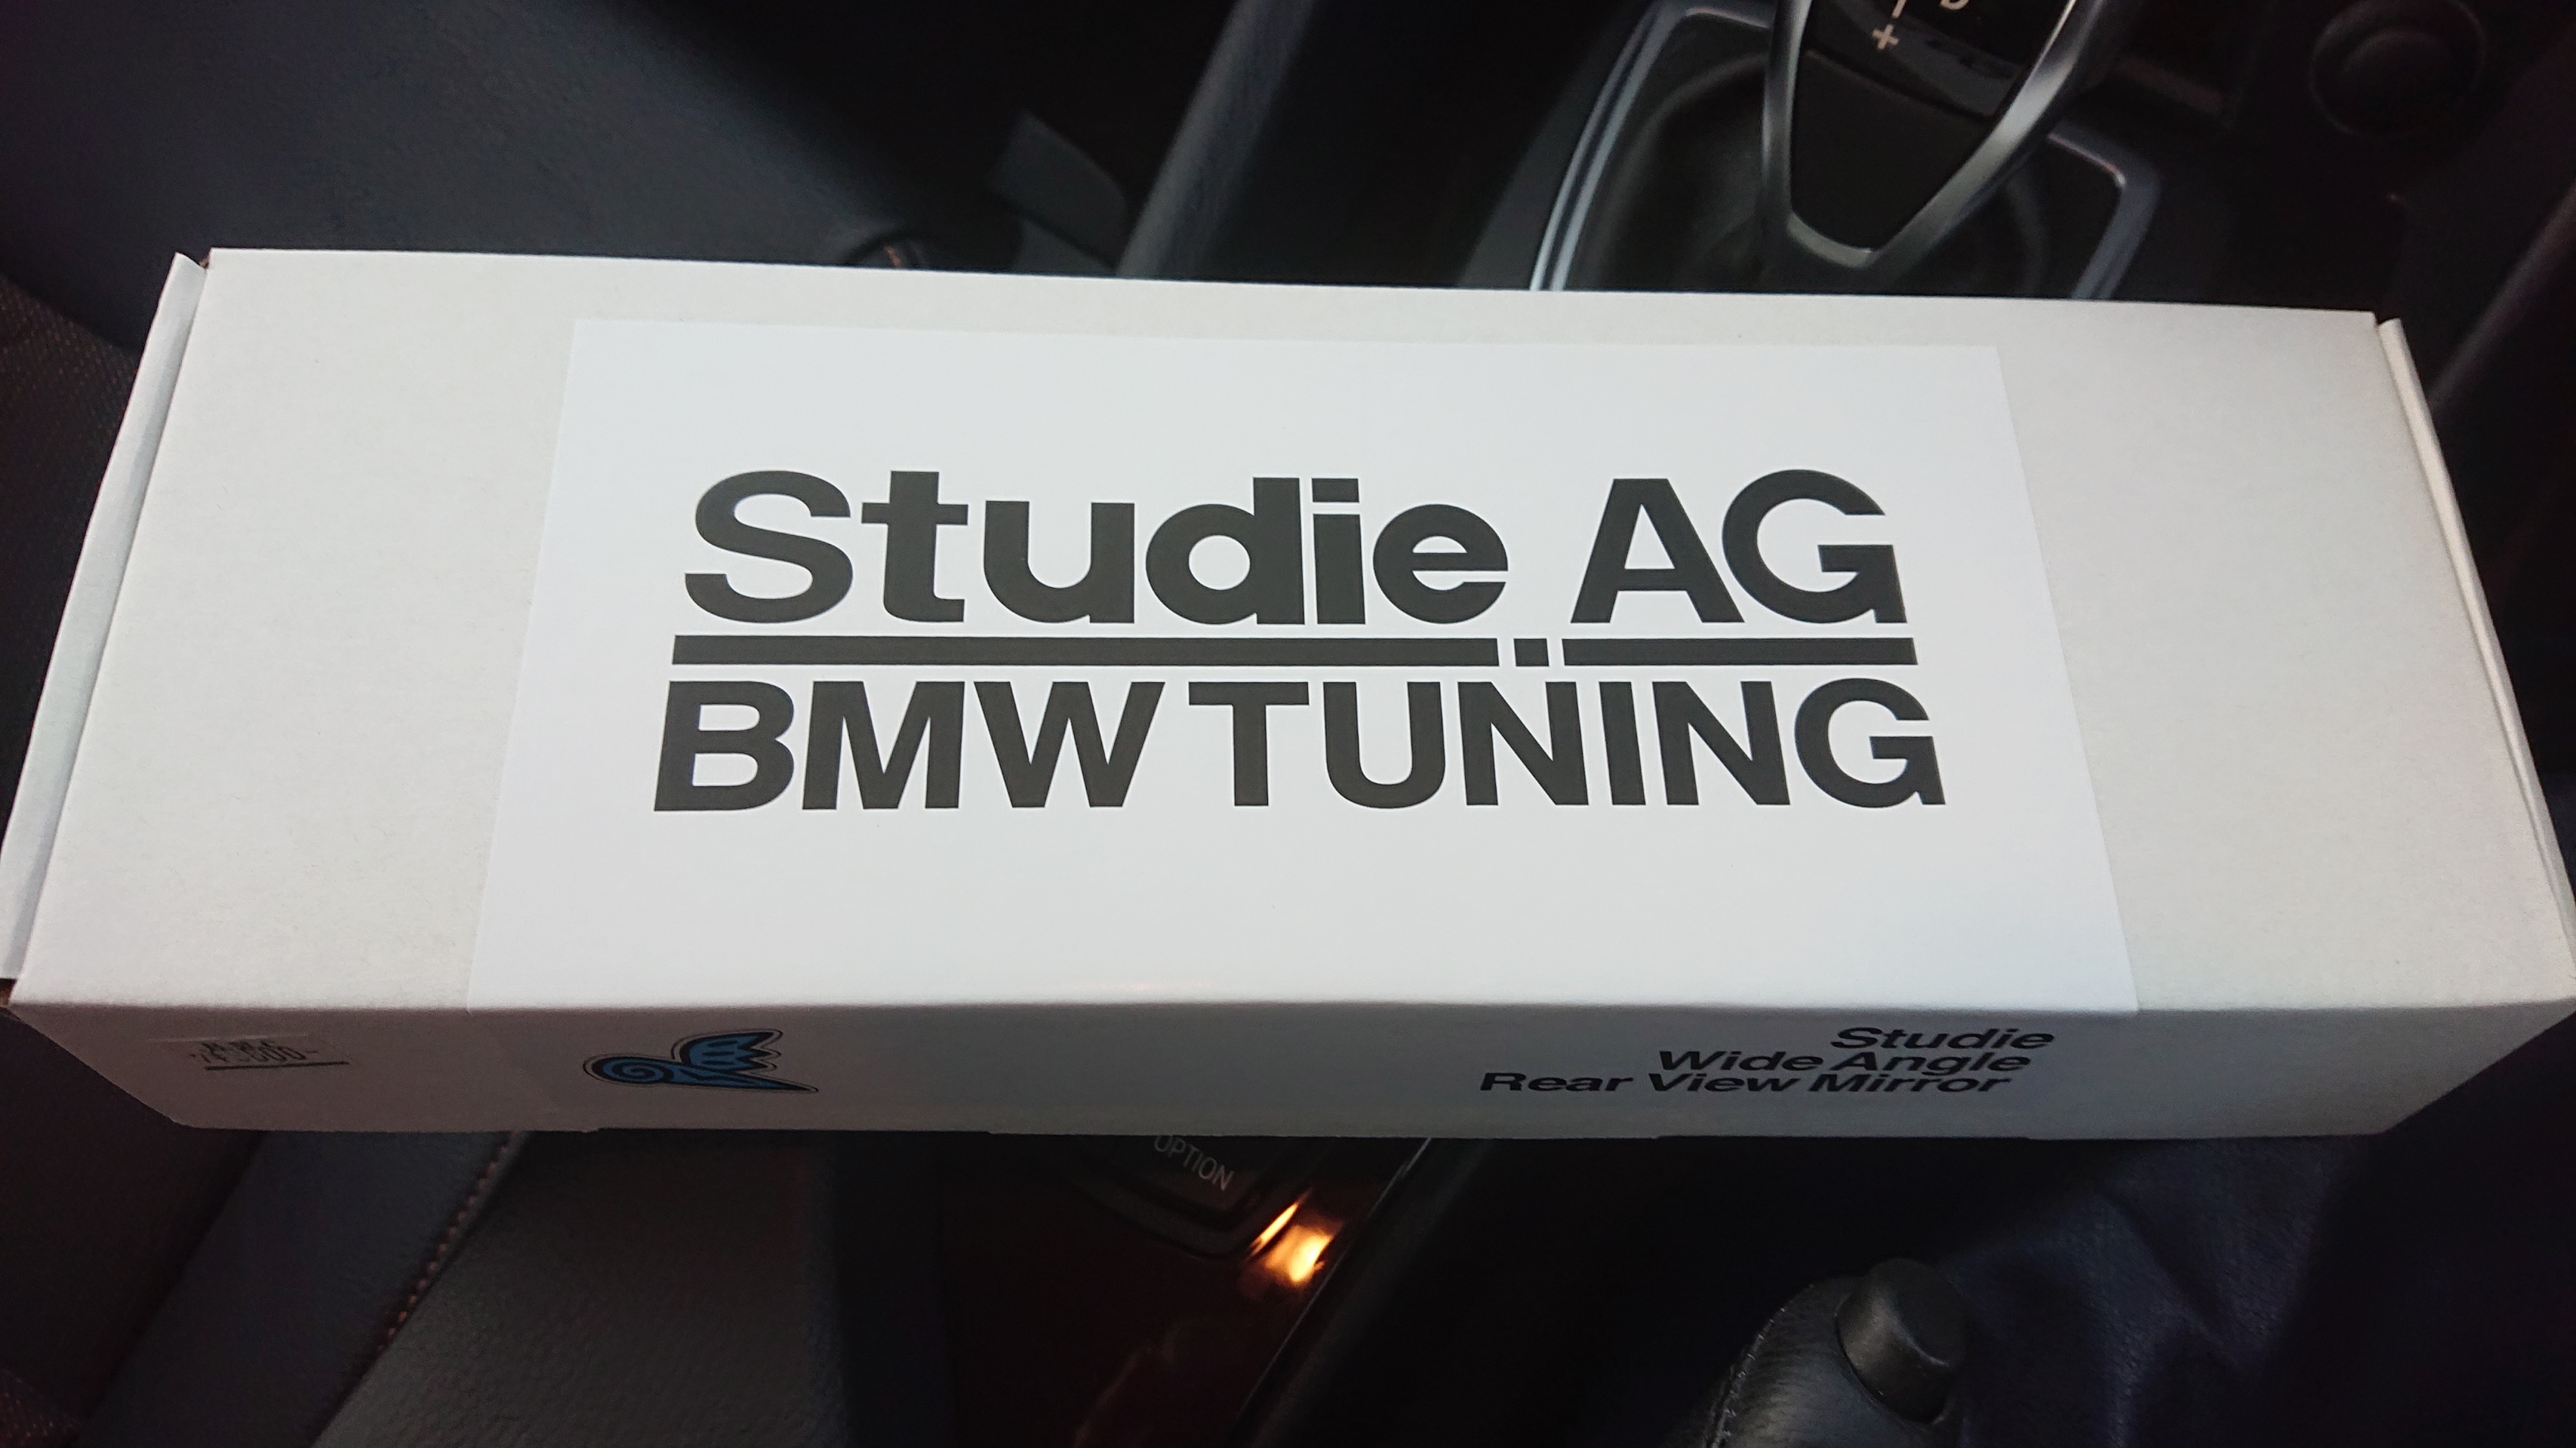 +
Studie AG
BMW TUNING
Studie
Wide Angle
Rear View Mirror
OPTION